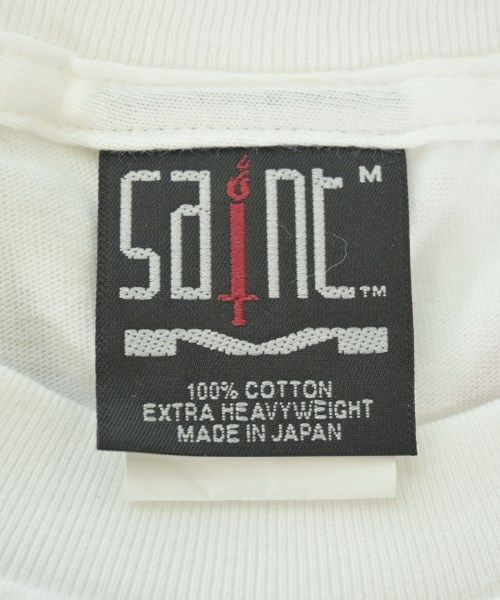 saint M
TM
100% COTTON
EXTRA HEAVYWEIGHT
MADE IN JAPAN